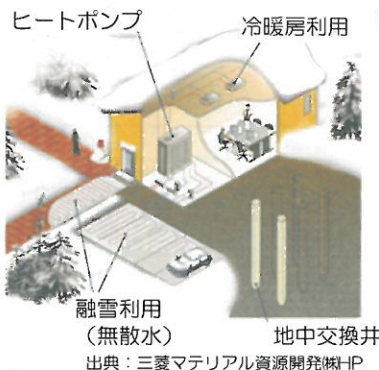 ヒートポンプ
冷暖房利用
融雪利用
（無散水）
地中交換井
出典：三菱マテリアル資源開発㈱HP